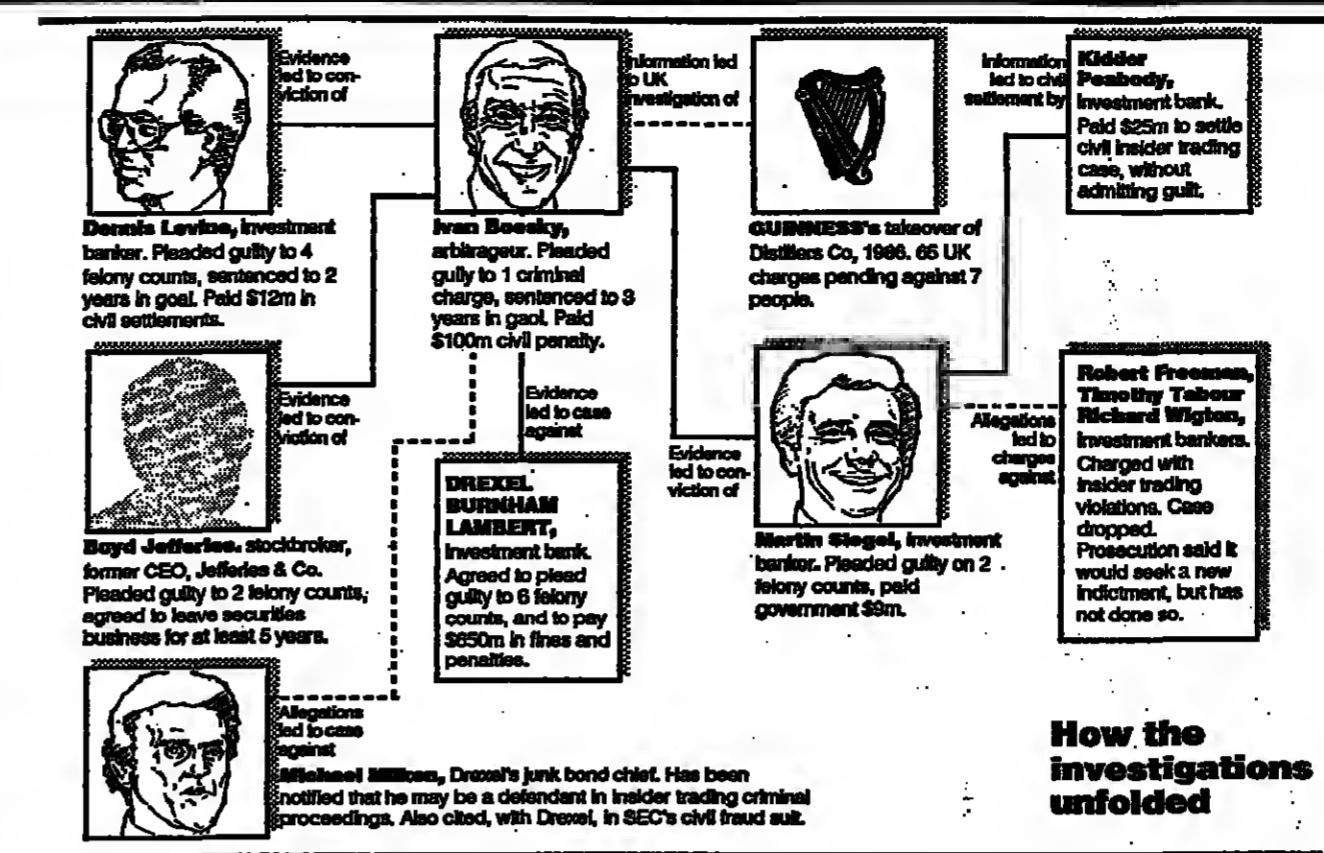 Evidence
led to con-
viction of
Dennis Levine, investment
banker. Pleaded guilty to 4
felony counts, sentenced to 2
years in goal. Paid $12m in
civil settlements.
Information led
to UK
investigation of
Ivan Boesky,
arbitrageur. Pleaded
guily to 1 criminal
charge, sentenced to 3
years in gaol. Paid
$100m civil penalty.
GUINNESS's takeover of
Distillers Co, 1986. 65 UK
charges pending against 7
people.
Information
led to civil
settlement by
Kidder
Peabody,
Investment bank.
Paid $25m to settle
civil insider trading
case, without
admitting guilt.
Evidence
led to con-
viction of
Boyd Jefferies. stockbroker,
former CEO, Jefferies & Co.
Pleaded guilty to 2 felony counts,
agreed to leave securities
business for at least 5 years.
Evidence
led to case
against
DREXEL
BURNHAM
LAMBERT,
Investment bank.
Agreed to plead
guilty to 6 felony
counts, and to pay
$650m in fines and
penalties.
Evidence
led to con-
viction of
Martin Siegel, investment
banker. Pleaded guilty on 2
felony counts, paid
government $9m.
Allegations
led to
charges
against
Robert Freeman,
Timothy Tabour
Richard Wigton,
Investment bankers.
Charged with
insider trading
violations. Case
dropped.
Prosecution said it
would seek a new
indictment, but has
not done so.
Allegations
led to case
against
Michael Milken, Drexel's junk bond chief. Has been
notified that he may be a defendant in insider trading criminal
proceedings. Also cited, with Drexel, in SEC's civil fraud suit.
How the
investigations
unfolded